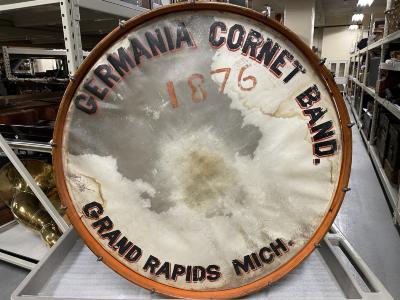 GERMANIA CORNET BAND.
1876
GRAND RAPIDS MICH.